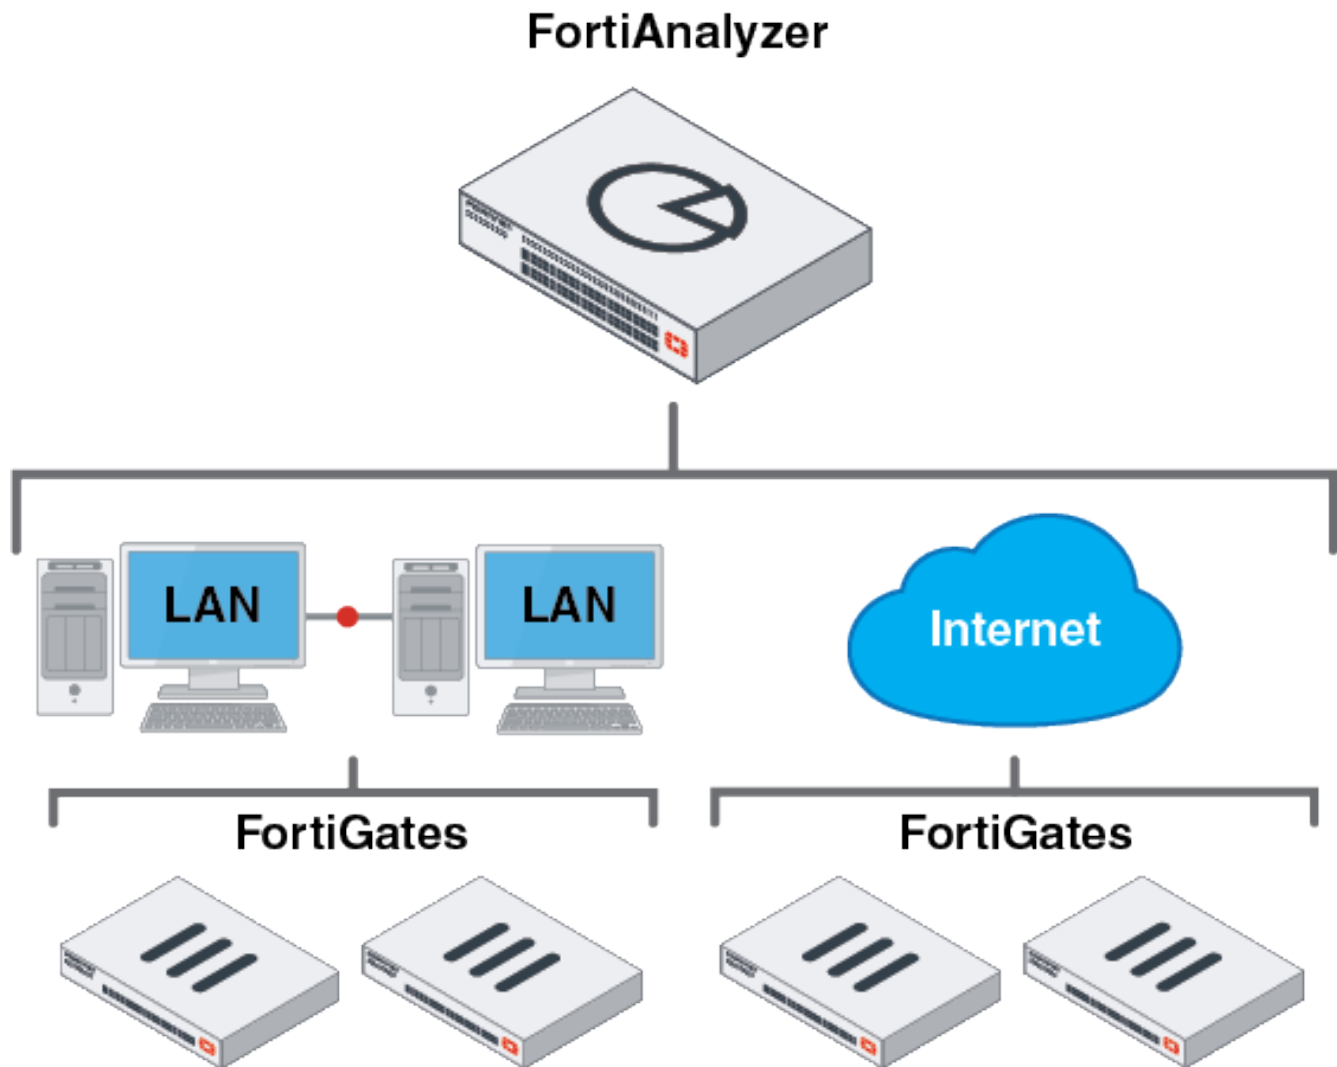 FortiAnalyzer
LAN
LAN
Internet
FortiGates
FortiGates